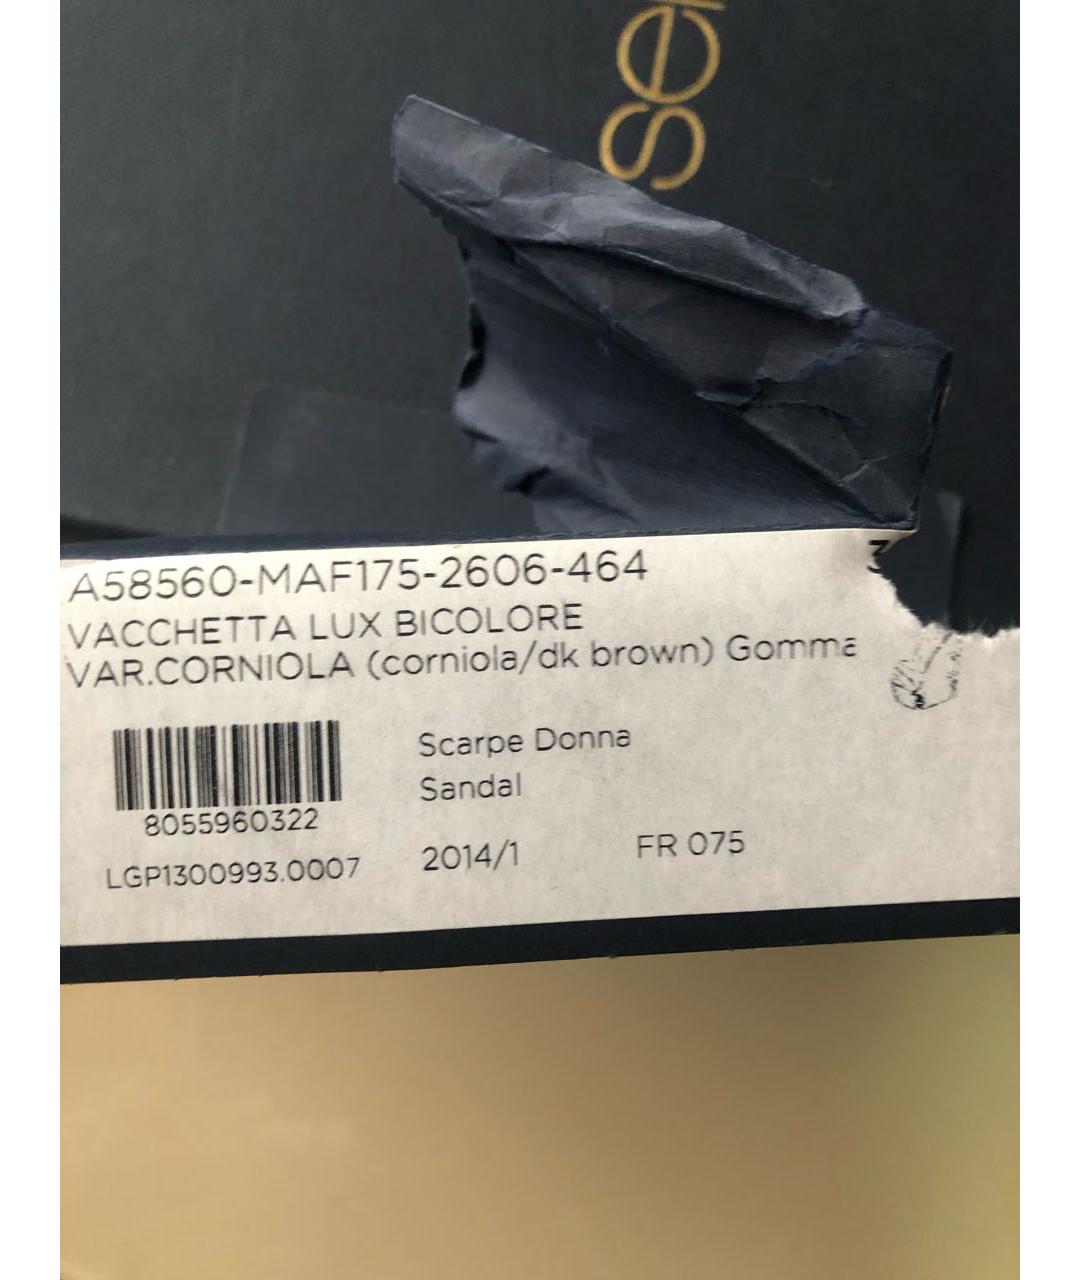 A58560-MAF175-2606-464
VACCHETTA LUX BICOLORE
VAR.CORNIOLA (corniola/dk brown) Gomma
8055960322
Scarpe Donna
Sandal
LGP1300993.0007
2014/1
FR 075